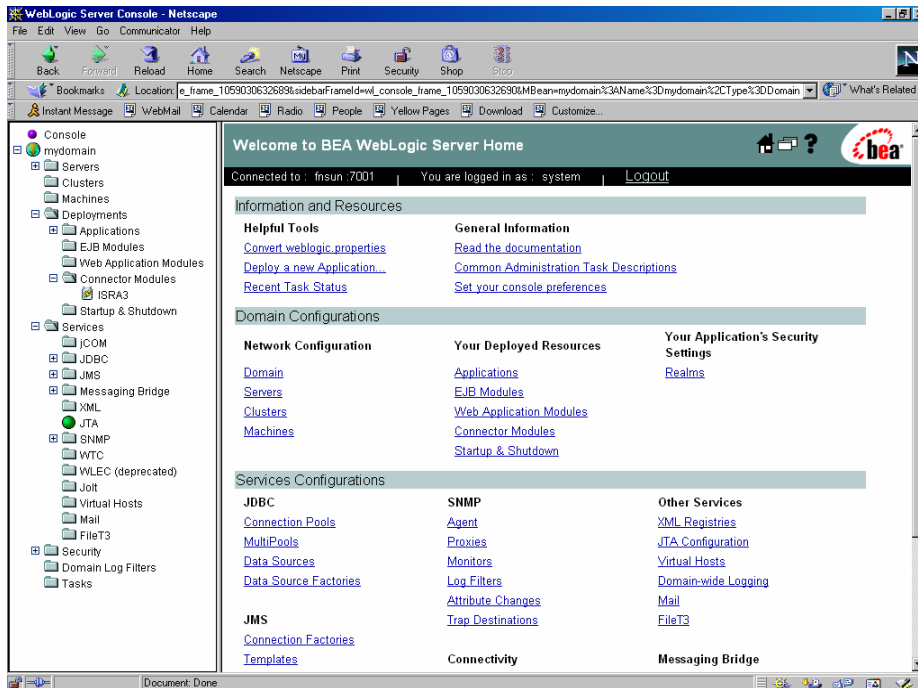 WebLogic Server Console - Netscape
File Edit View Go Communicator Help
Back Forward Reload Home Search Netscape Print Security Shop Stop
Bookmarks Location: e_frame_1059030632689&sidebarFrameId=wl_console_frame_1059030632690&MBean=mydomain%3AName%3Dmydomain%2CType%3DDomain What's Related
Instant Message WebMail Calendar Radio People Yellow Pages Download Customize...
Console
mydomain
Servers
Clusters
Machines
Deployments
Applications
EJB Modules
Web Application Modules
Connector Modules
ISRA3
Startup & Shutdown
Services
jCOM
JDBC
JMS
Messaging Bridge
XML
JTA
SNMP
WTC
WLEC (deprecated)
Jolt
Virtual Hosts
Mail
FileT3
Security
Domain Log Filters
Tasks
Welcome to BEA WebLogic Server Home
? bea
Connected to : fnsun :7001 | You are logged in as : system | Logout
Information and Resources
Helpful Tools
Convert weblogic.properties
Deploy a new Application...
Recent Task Status
General Information
Read the documentation
Common Administration Task Descriptions
Set your console preferences
Domain Configurations
Network Configuration
Domain
Servers
Clusters
Machines
Your Deployed Resources
Applications
EJB Modules
Web Application Modules
Connector Modules
Startup & Shutdown
Your Application's Security
Settings
Realms
Services Configurations
JDBC
Connection Pools
MultiPools
Data Sources
Data Source Factories
SNMP
Agent
Proxies
Monitors
Log Filters
Attribute Changes
Trap Destinations
Other Services
XML Registries
JTA Configuration
Virtual Hosts
Domain-wide Logging
Mail
FileT3
JMS
Connection Factories
Templates
Connectivity
Messaging Bridge
Document: Done